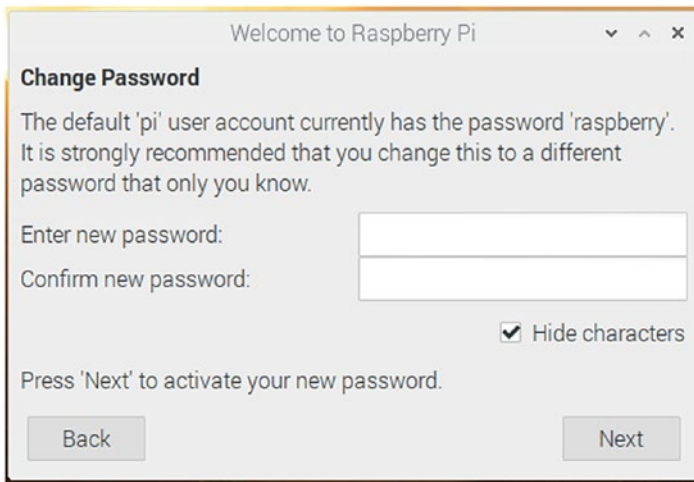 Welcome to Raspberry Pi
Change Password
The default 'pi' user account currently has the password 'raspberry'.
It is strongly recommended that you change this to a different
password that only you know.
Enter new password:
Confirm new password:
Hide characters
Press 'Next' to activate your new password.
Back
Next